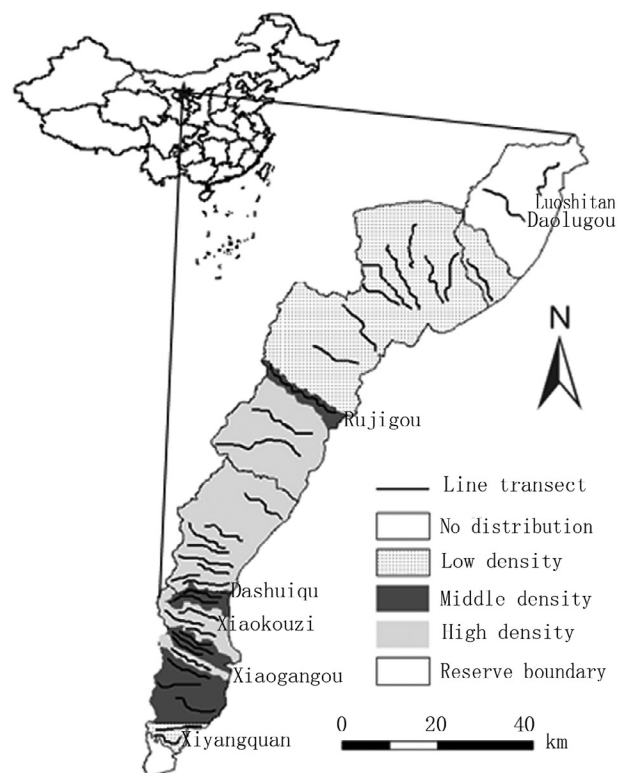 Luoshitan
Daolugou
N
Rujigou
Line transect
No distribution
Low density
Dashuiqu
Middle density
Xiaokouzi
High density
Xiaogangou
Reserve boundary
Xiyangquan
0 20 40
km